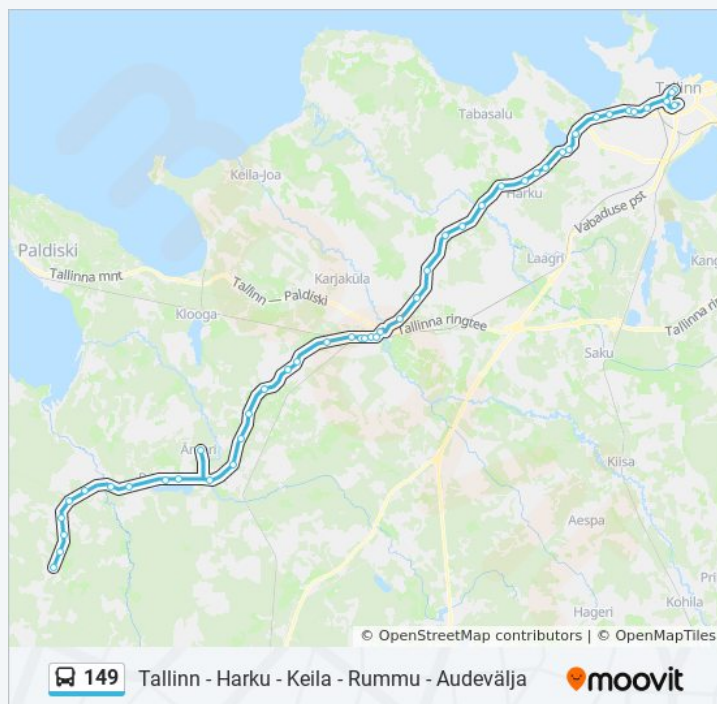 Tallinn
Tabasalu
Keila-Joa
Harku
Vabaduse pst
Paldiski
Laagri
Tallinna mnt
Karjaküla
Tallinn — Paldiski
Klooga
Tallinna ringtee
Saku
Kiisa
Aespa
Hageri
Kohila
© OpenStreetMap contributors | © OpenMapTiles
149 Tallinn - Harku - Keila - Rummu - Audevälja moovit